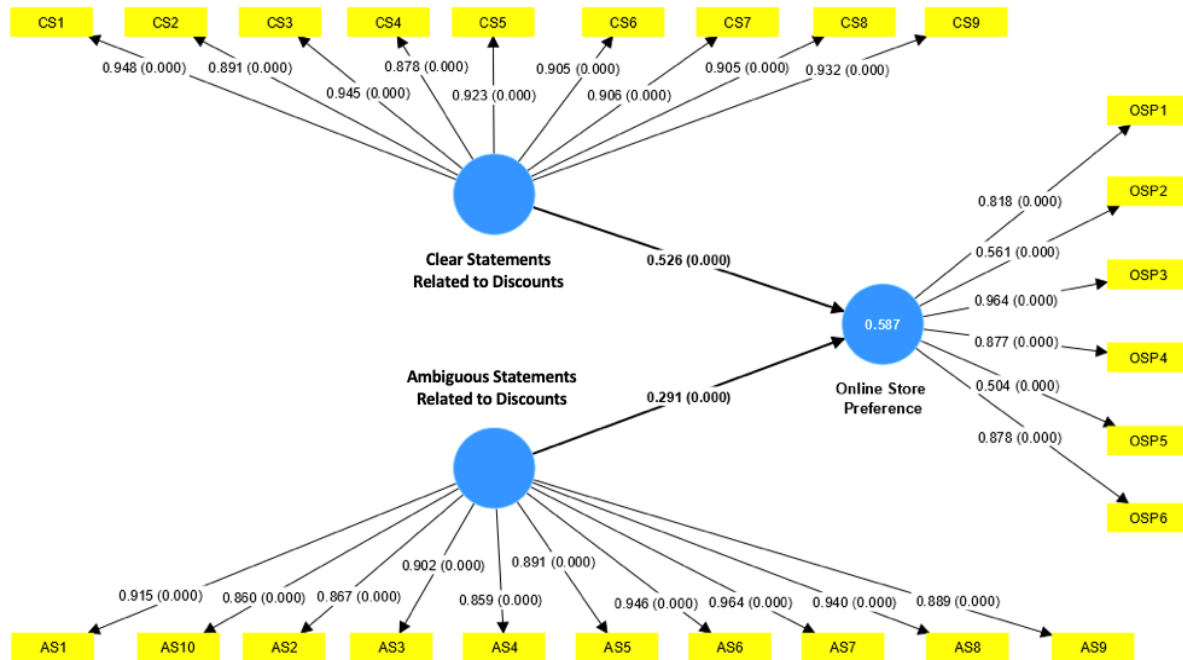 CS1 CS2 CS3 CS4 CS5 CS6 CS7 CS8 CS9
0.948 (0.000) 0.891 (0.000) 0.878 (0.000) 0.905 (0.000) 0.905 (0.000) 0.932 (0.000)
0.945 (0.000) 0.923 (0.000) 0.906 (0.000)
OSP1
OSP2
0.818 (0.000)
Clear Statements
Related to Discounts
0.526 (0.000)
0.561 (0.000)
OSP3
0.964 (0.000)
0.587
0.877 (0.000)
OSP4
Ambiguous Statements
Related to Discounts
Online Store
Preference
0.291 (0.000)
0.504 (0.000)
OSP5
0.878 (0.000)
OSP6
0.902 (0.000) 0.891 (0.000)
0.915 (0.000) 0.860 (0.000) 0.867 (0.000) 0.859 (0.000) 0.946 (0.000) 0.964 (0.000) 0.940 (0.000) 0.889 (0.000)
AS1 AS10 AS2 AS3 AS4 AS5 AS6 AS7 AS8 AS9